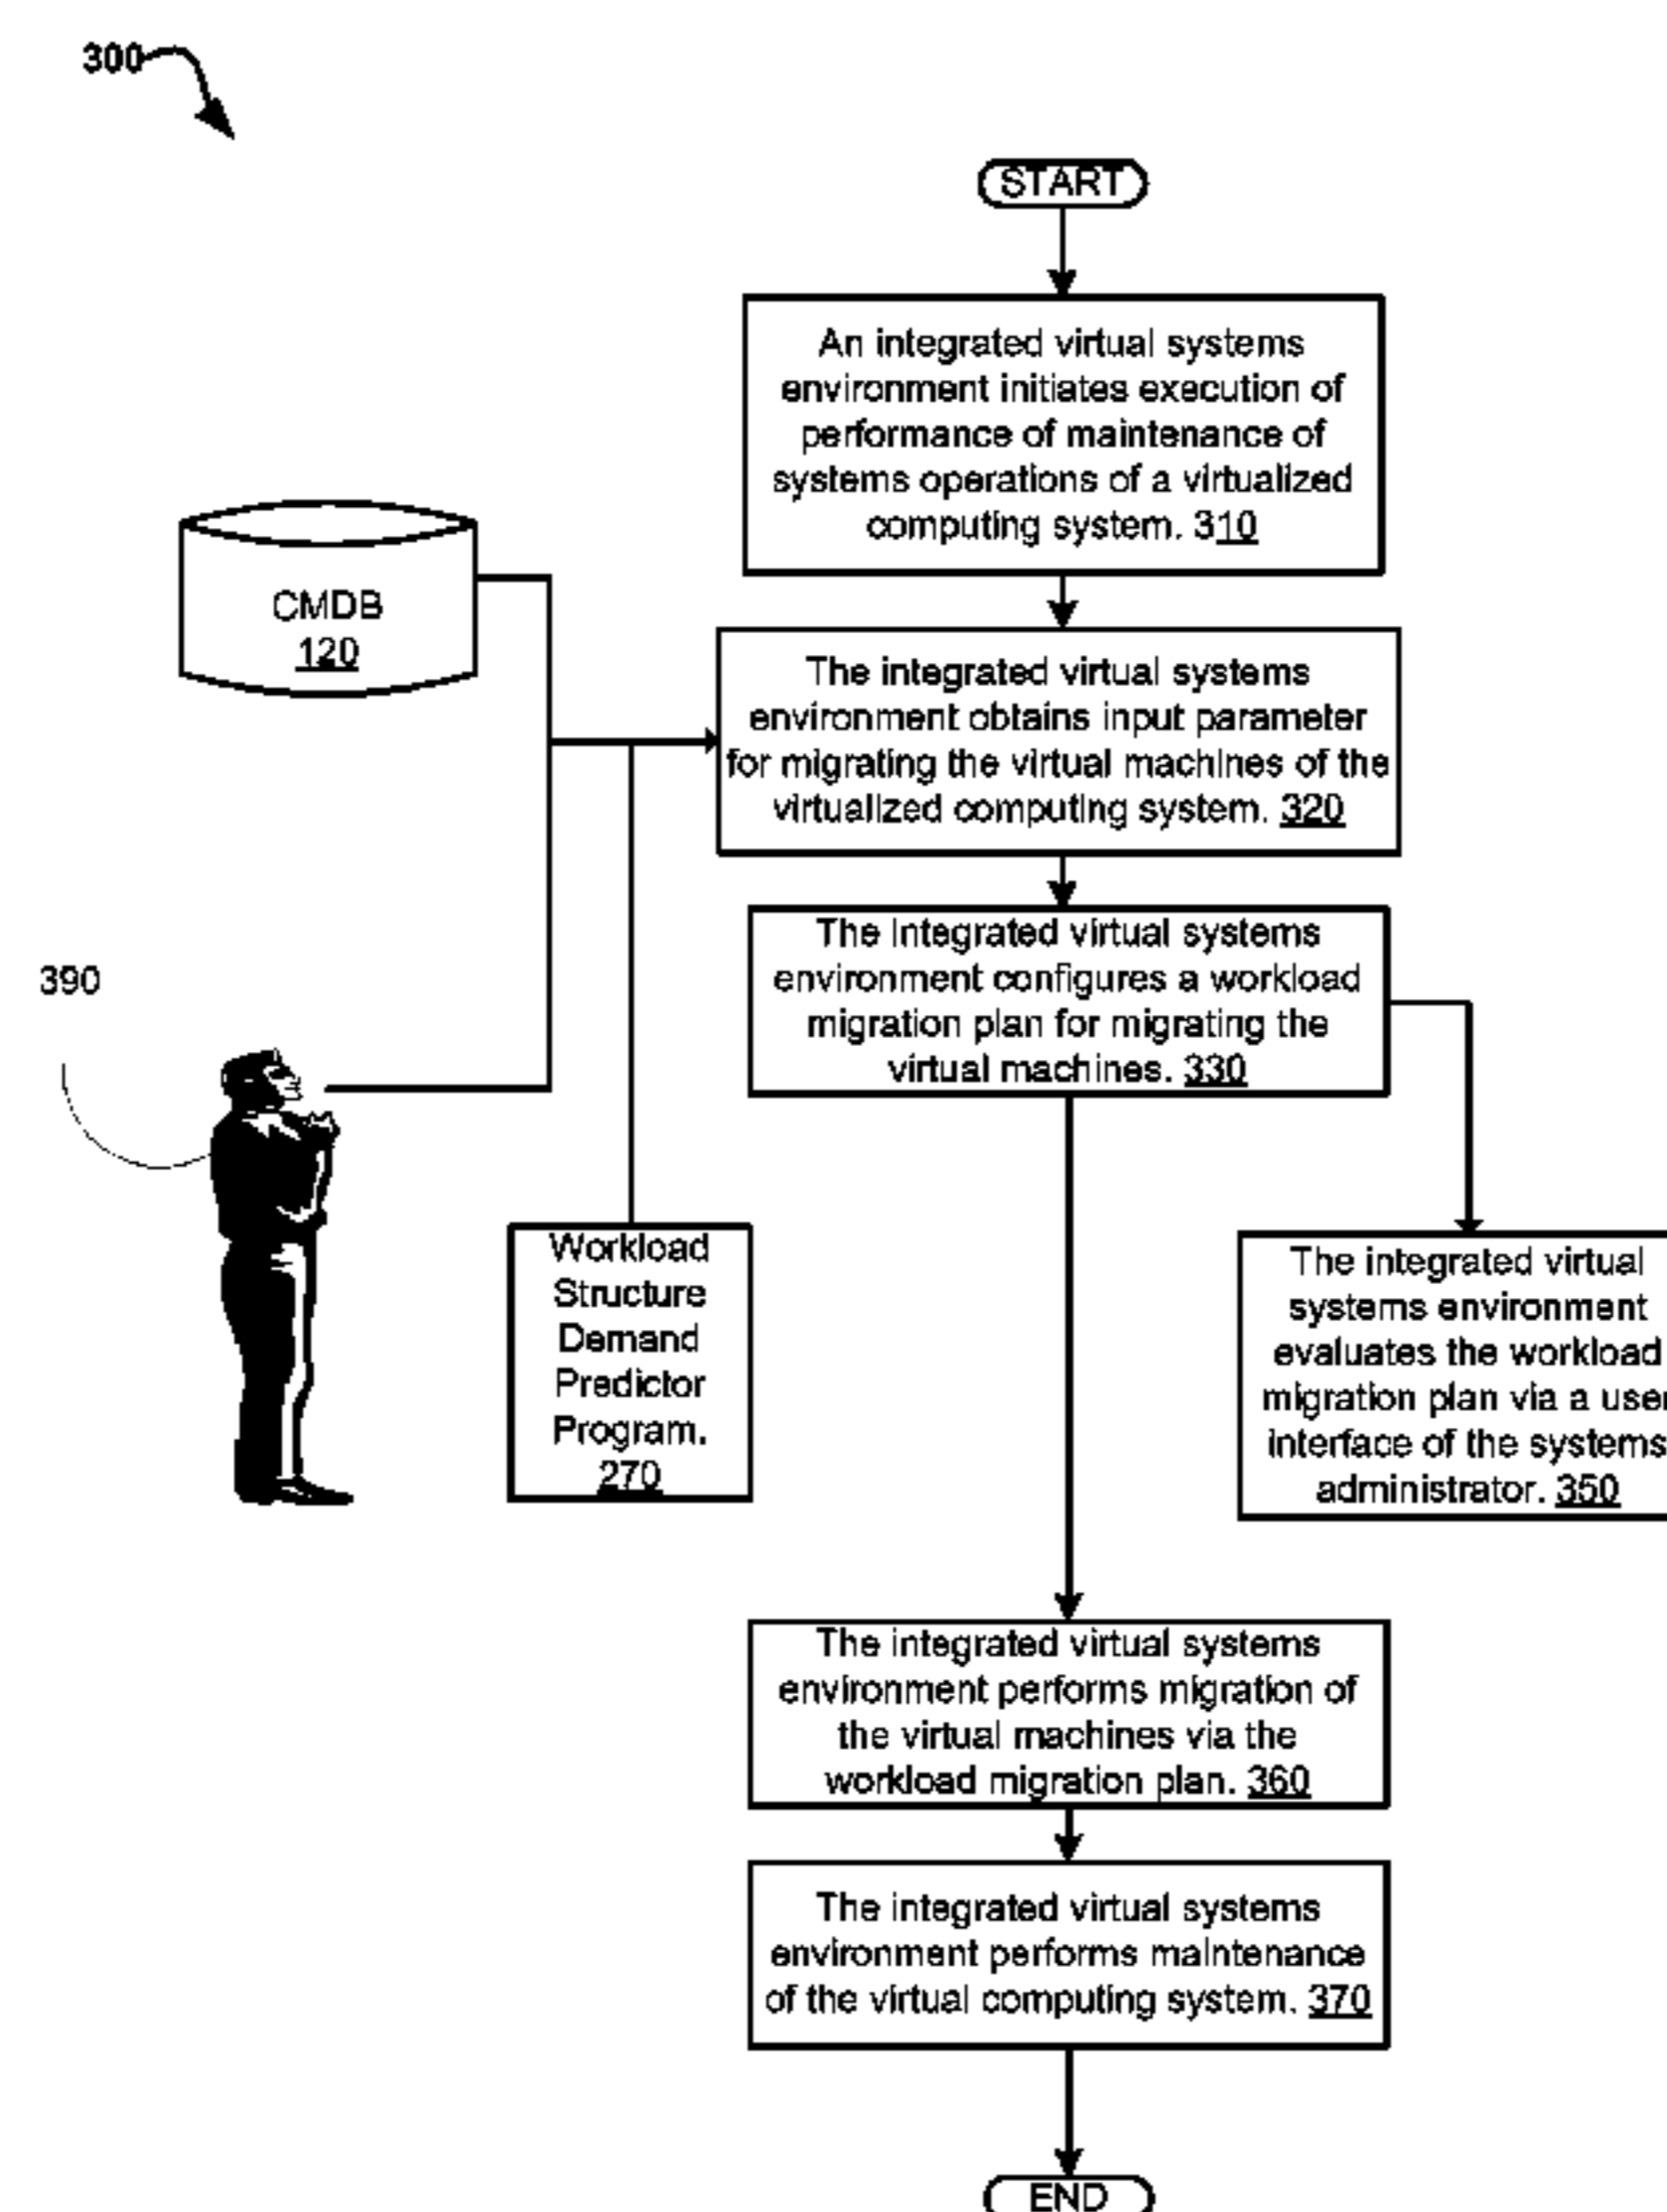 300
START
An integrated virtual systems
environment initiates execution of
performance of maintenance of
systems operations of a virtualized
computing system. 310
CMDB
120
The integrated virtual systems
environment obtains input parameter
for migrating the virtual machines of the
virtualized computing system. 320
The integrated virtual systems
environment configures a workload
migration plan for migrating the
virtual machines. 330
390
Workload
Structure
Demand
Predictor
Program.
270
The integrated virtual
systems environment
evaluates the workload
migration plan via a user
interface of the systems
administrator. 350
The integrated virtual systems
environment performs migration of
the virtual machines via the
workload migration plan. 360
The integrated virtual systems
environment performs maintenance
of the virtual computing system. 370
END